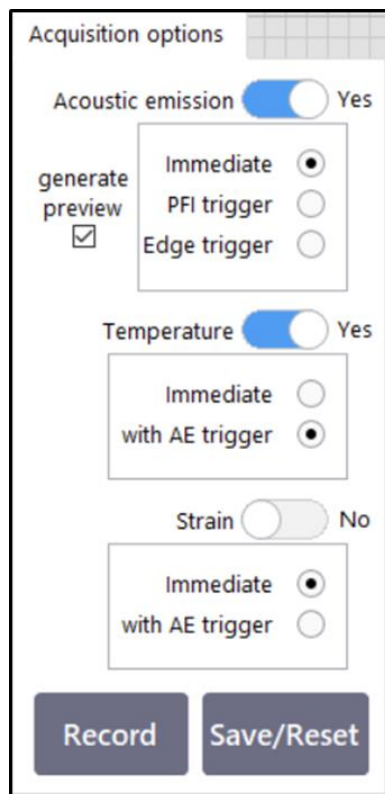 Acquisition options
Acoustic emission Yes
generate
preview
Immediate
PFI trigger
Edge trigger
Temperature Yes
Immediate
with AE trigger
Strain No
Immediate
with AE trigger
Record Save/Reset